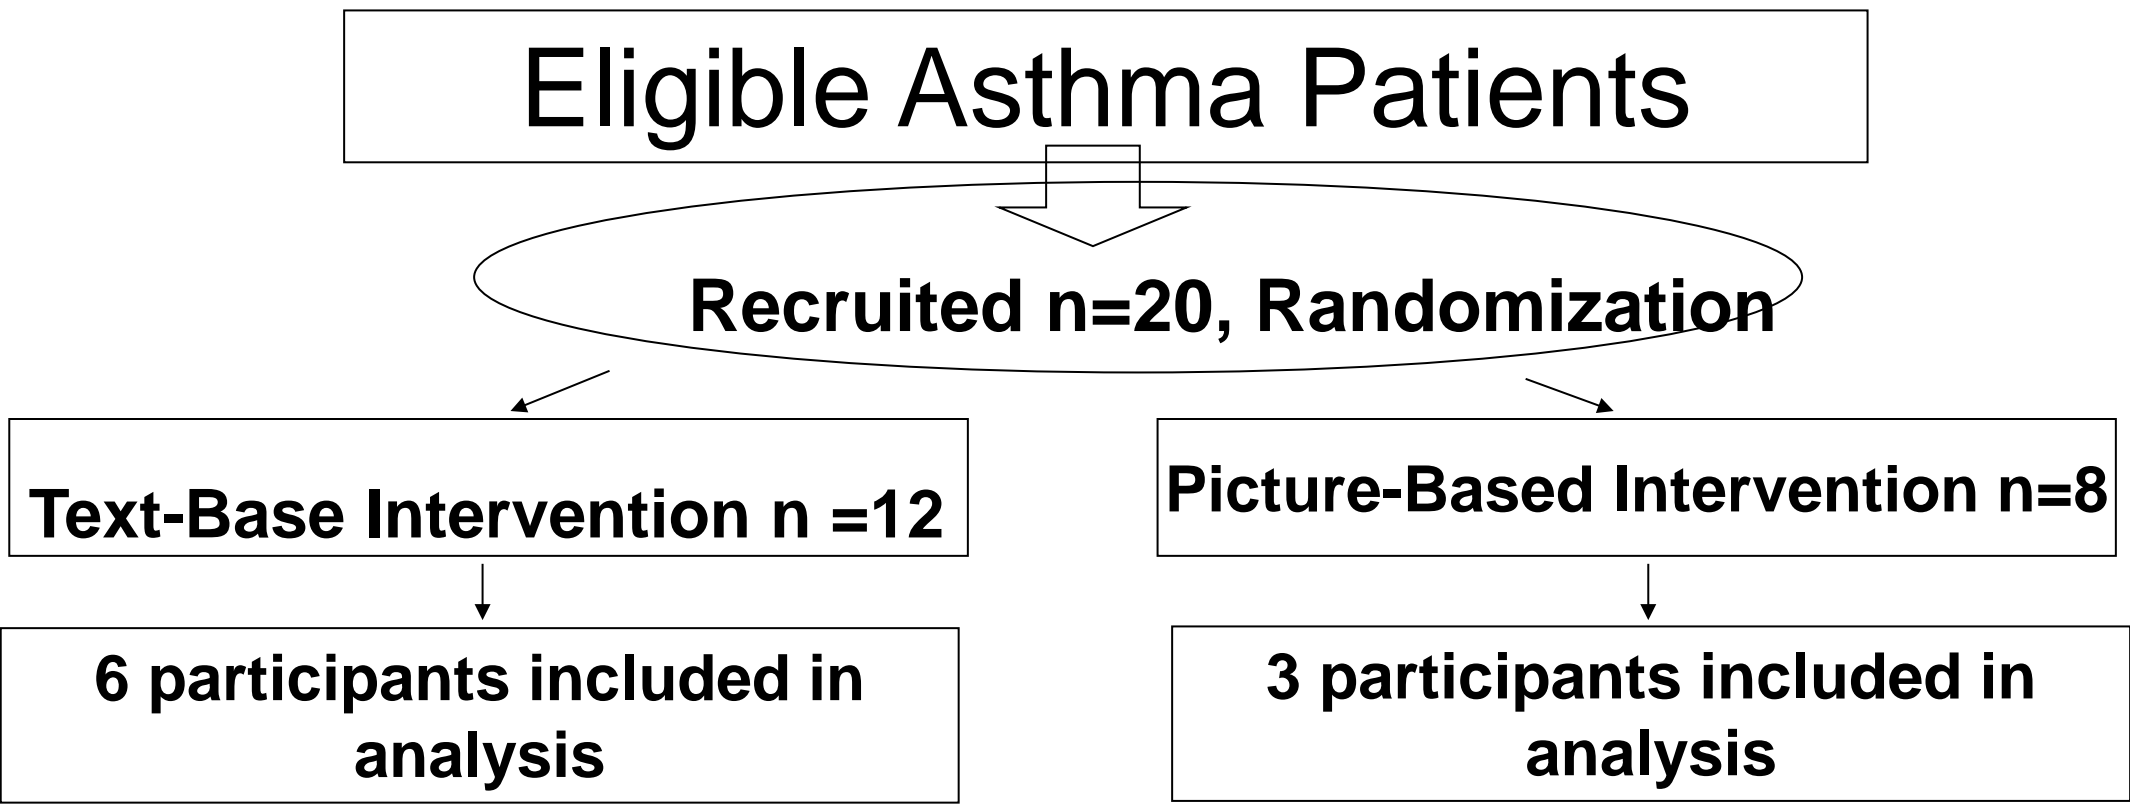 Eligible Asthma Patients
Recruited n=20, Randomization
Text-Base Intervention n =12
Picture-Based Intervention n=8
6 participants included in
analysis
3 participants included in
analysis